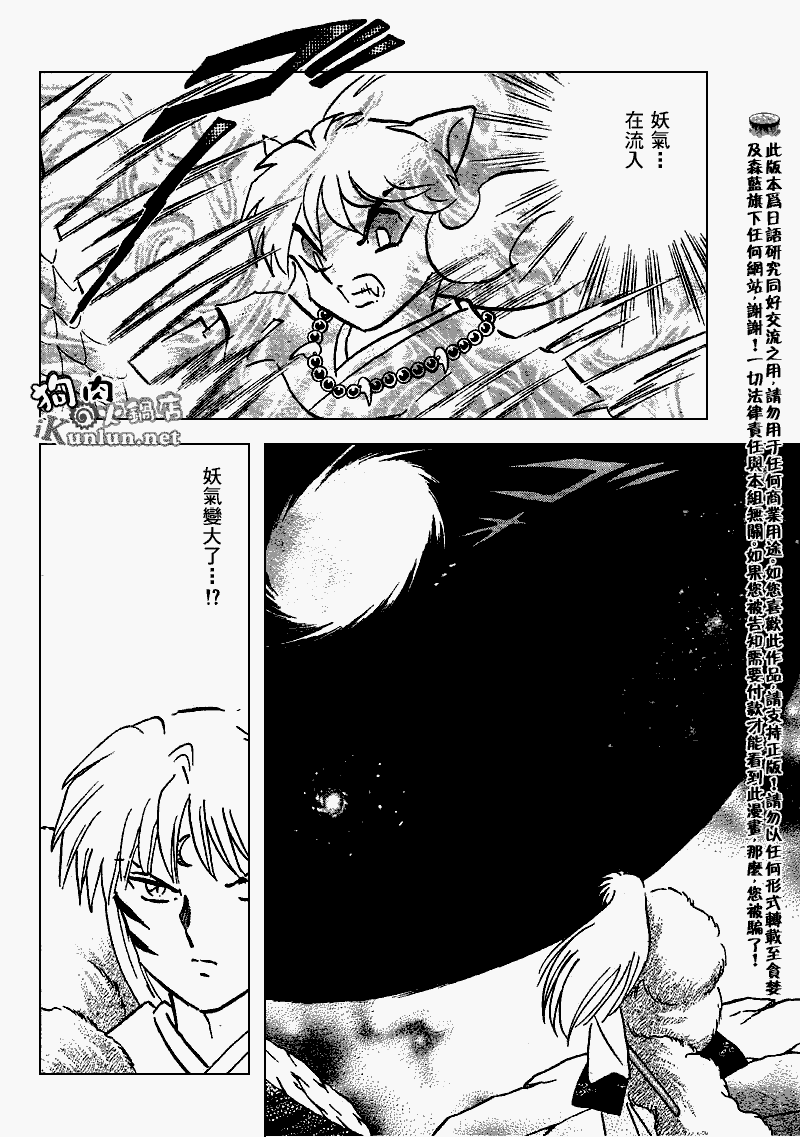 妖氣…
在流入
妖氣變大了…!?
狗肉火鍋店
iKunlun.net
此版本爲日語研究同好交流之用,請勿用于任何商業用途,如您喜歡此作品,請支持正版!請勿以任何形式轉載至貪婪
及森藍旗下任何網站,謝謝!一切法律責任與本組無關,如果您被告知需要付款才能看到此漫畫,那麼,您被騙了!